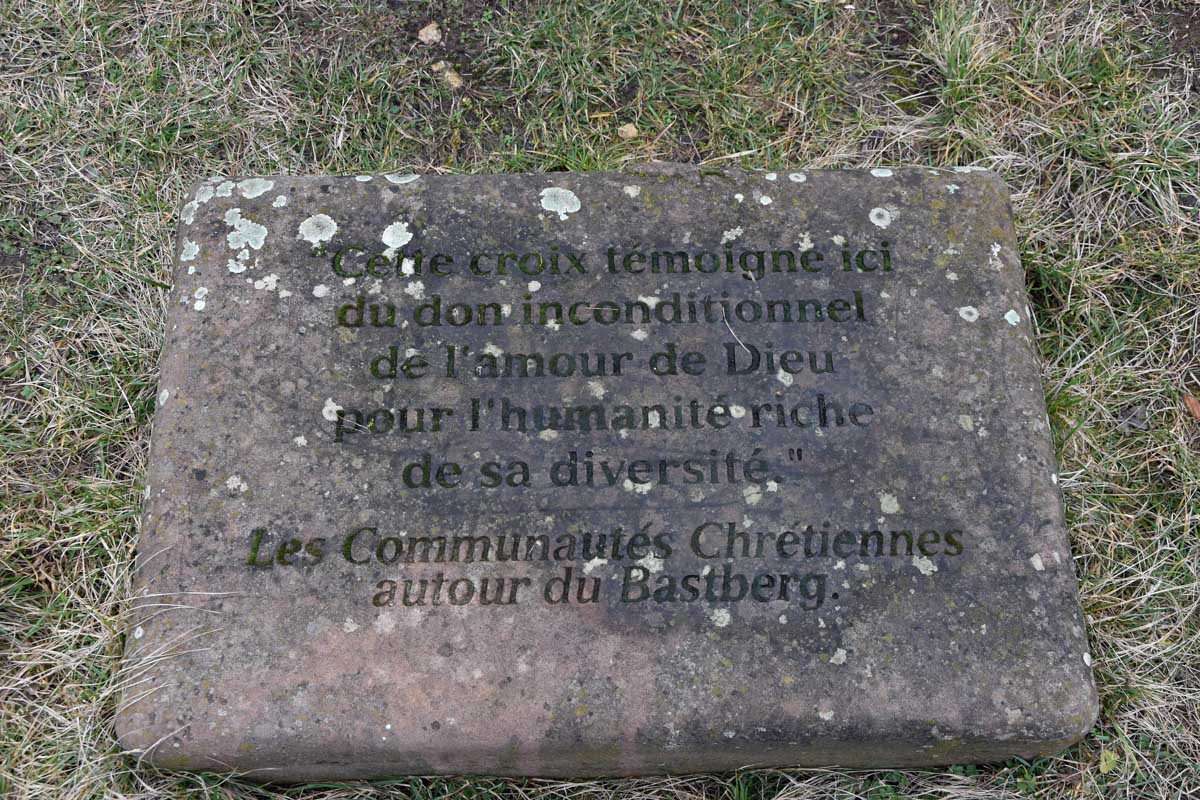 "Cette croix témoigne ici
du don inconditionnel
de l'amour de Dieu
pour l'humanité riche
de sa diversité."
Les Communautés Chrétiennes
autour du Bastberg.